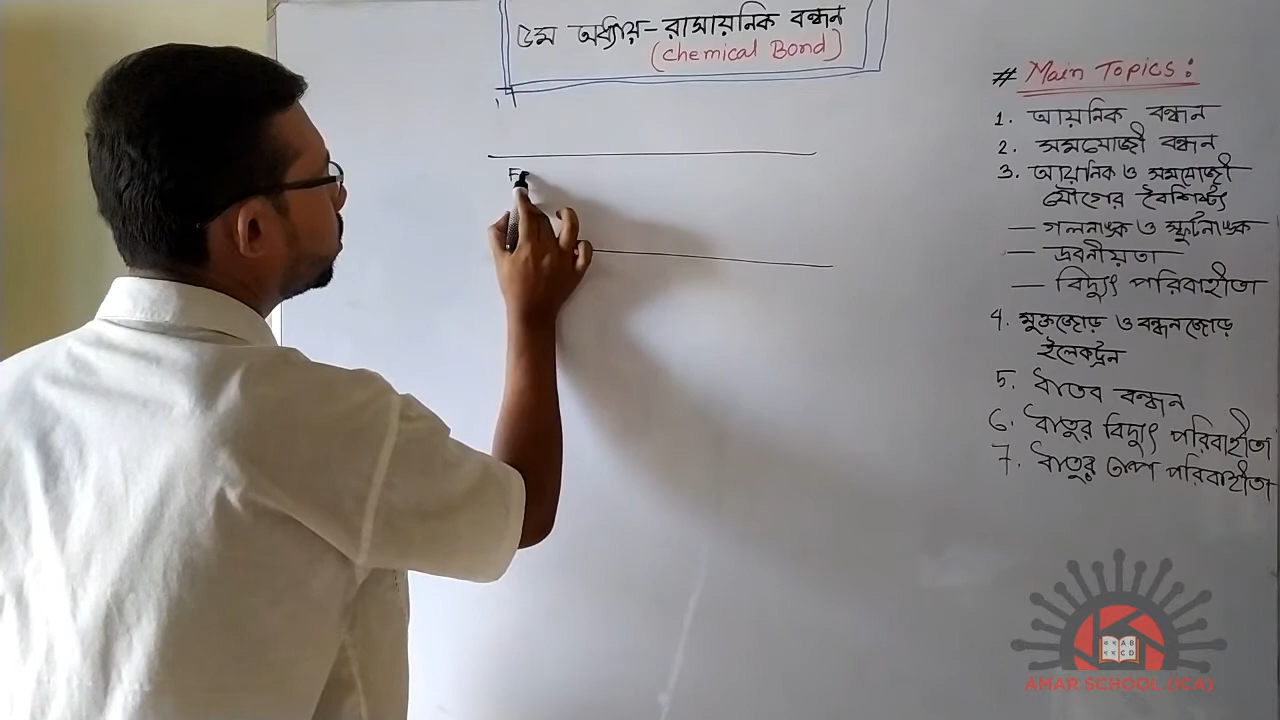 ৫ম অধ্যায়- রাসায়নিক বন্ধন
(Chemical Bond)
# Main Topics:
1. আয়নিক বন্ধন
2. সমযোজী বন্ধন
3. আয়নিক ও সমযোজী
যৌগের বৈশিষ্ট্য
— গলনাঙ্ক ও স্ফুটনাঙ্ক
— দ্রবনীয়তা
— বিদ্যুৎ পরিবাহীতা
4. মুক্তজোড় ও বন্ধনজোড়
ইলেকট্রন
5. ধাতব বন্ধন
৬. ধাতুর বিদ্যুৎ পরিবাহীতা
7. ধাতুর তাপ পরিবাহীতা
AMAR SCHOOL (ICA)